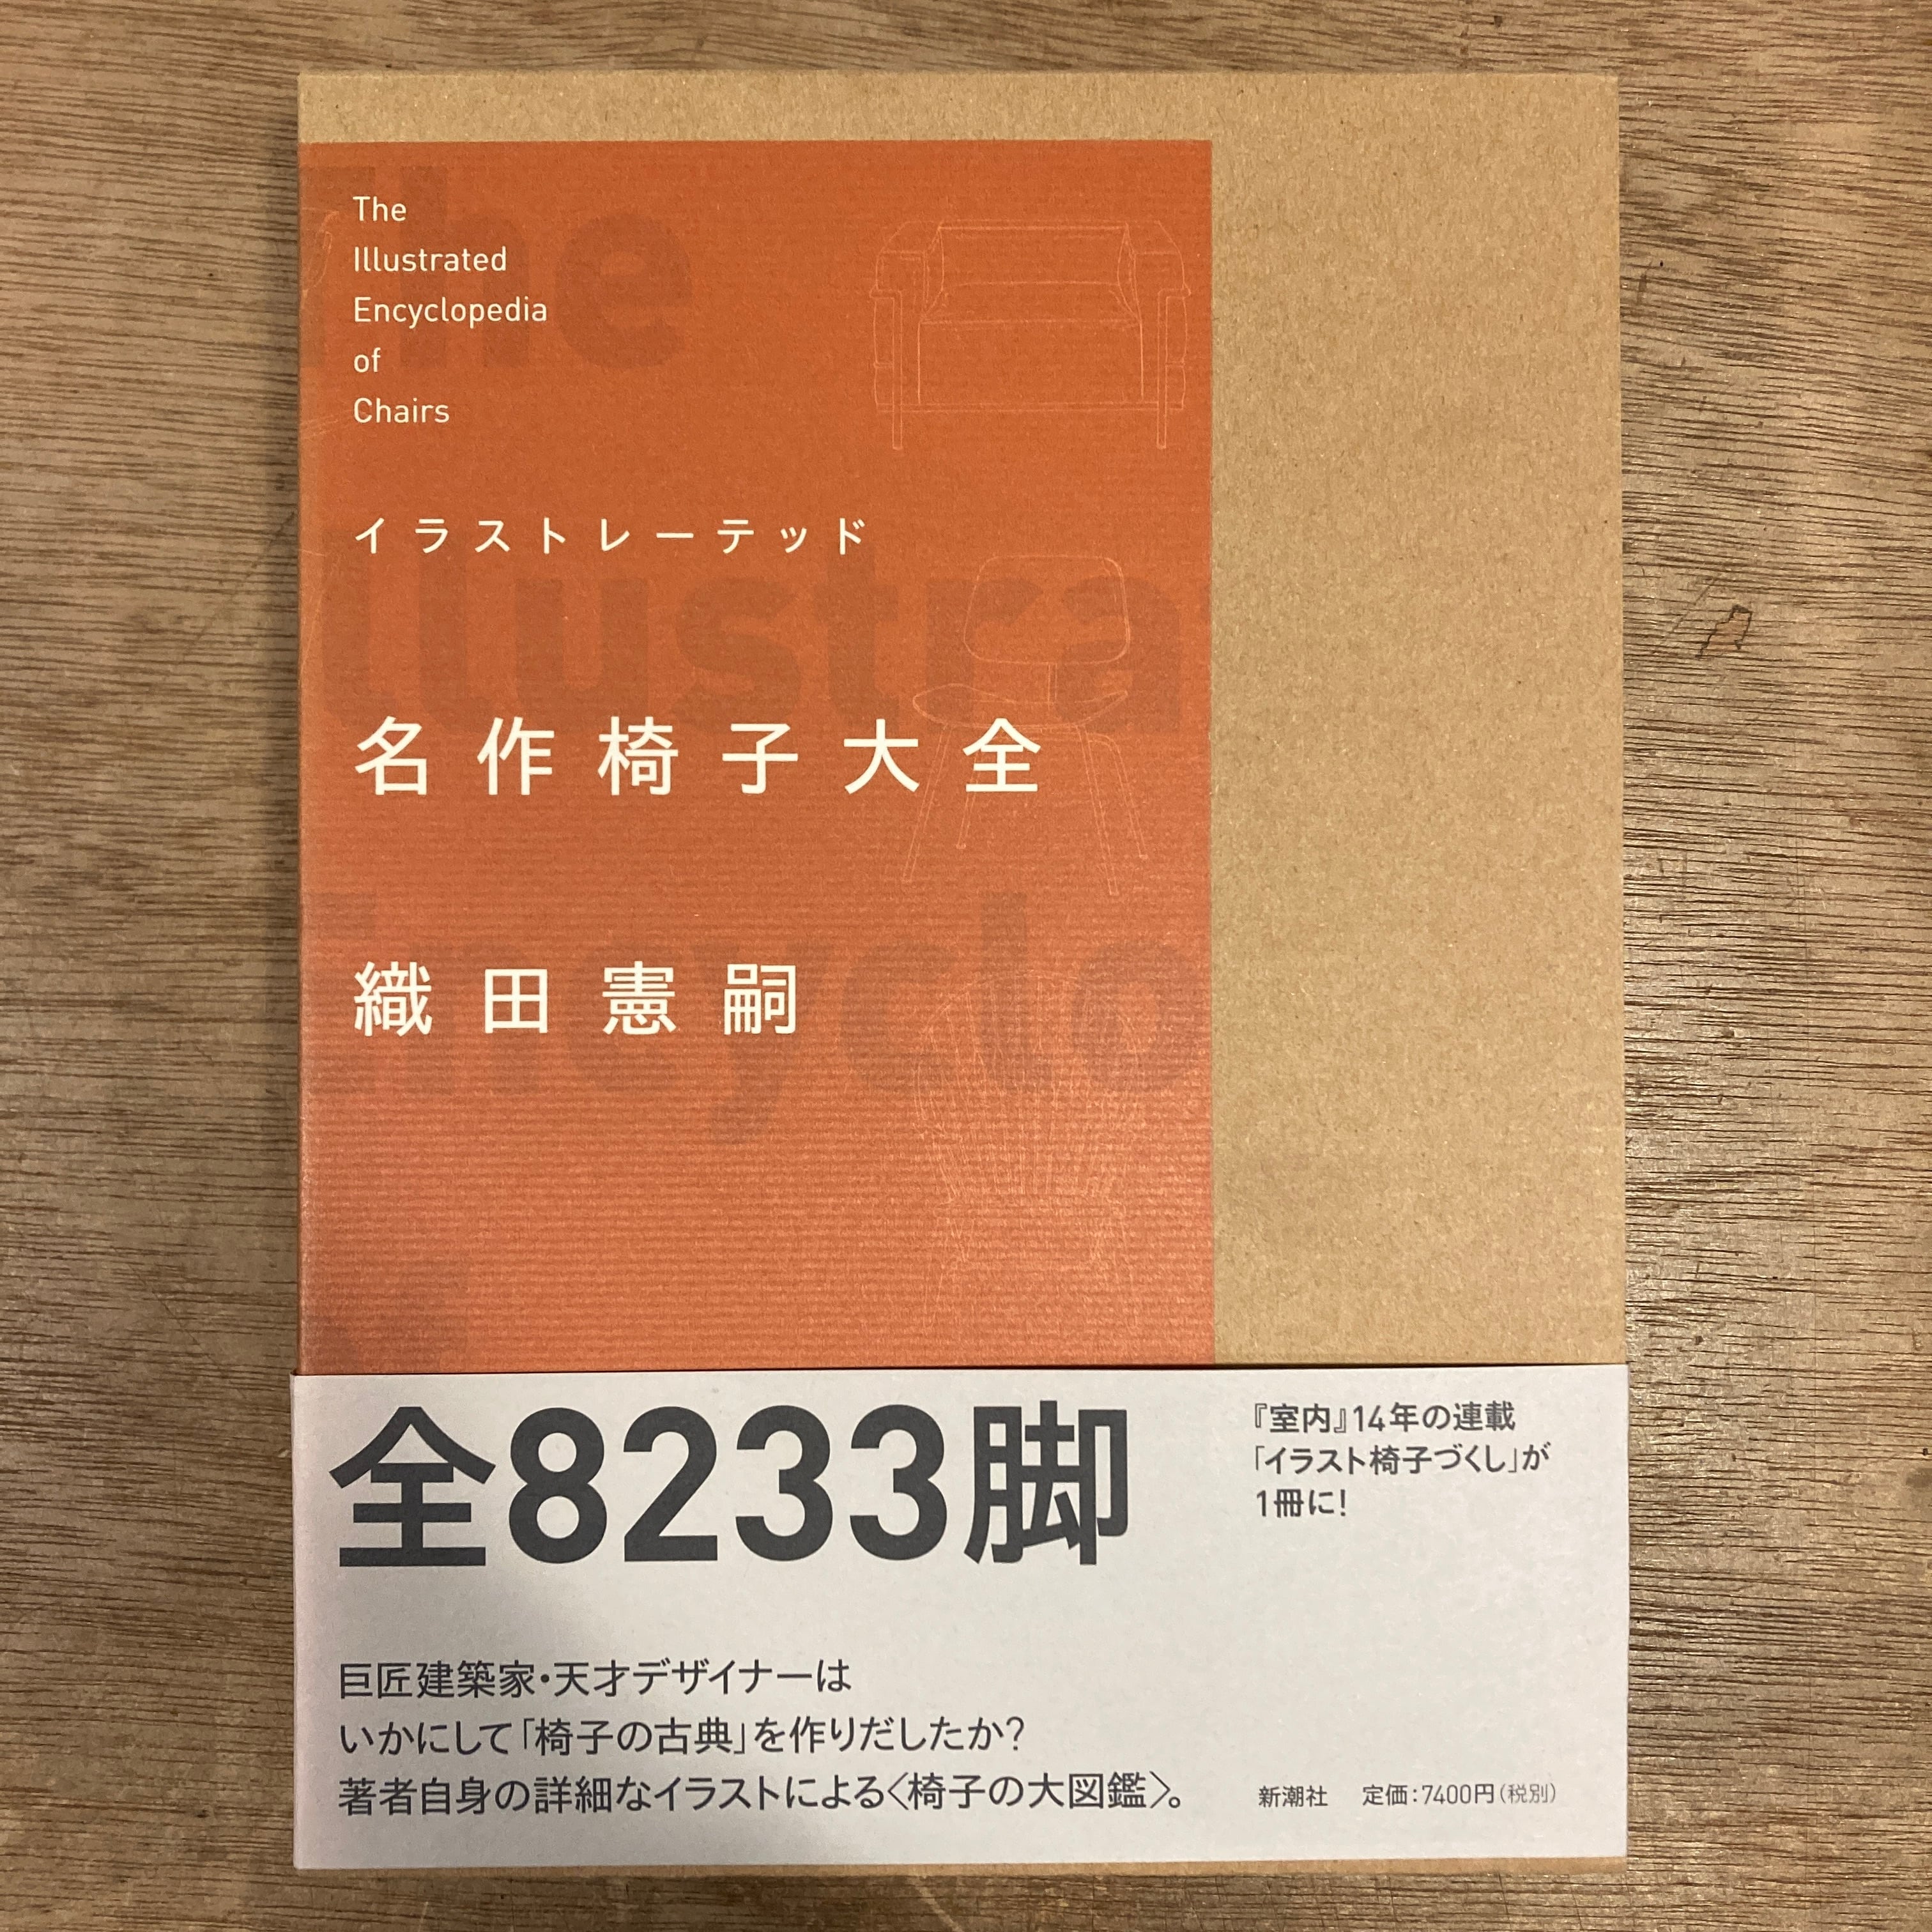 The
Illustrated
Encyclopedia
of
Chairs
イラストレーテッド
名作椅子大全
織田憲嗣
The
Illustra
Encyclo
全8233脚
『室内』14年の連載
「イラスト椅子づくし」が
1冊に!
巨匠建築家・天才デザイナーは
いかにして「椅子の古典」を作りだしたか?
著者自身の詳細なイラストによる〈椅子の大図鑑〉。
新潮社 定価:7400円(税別)